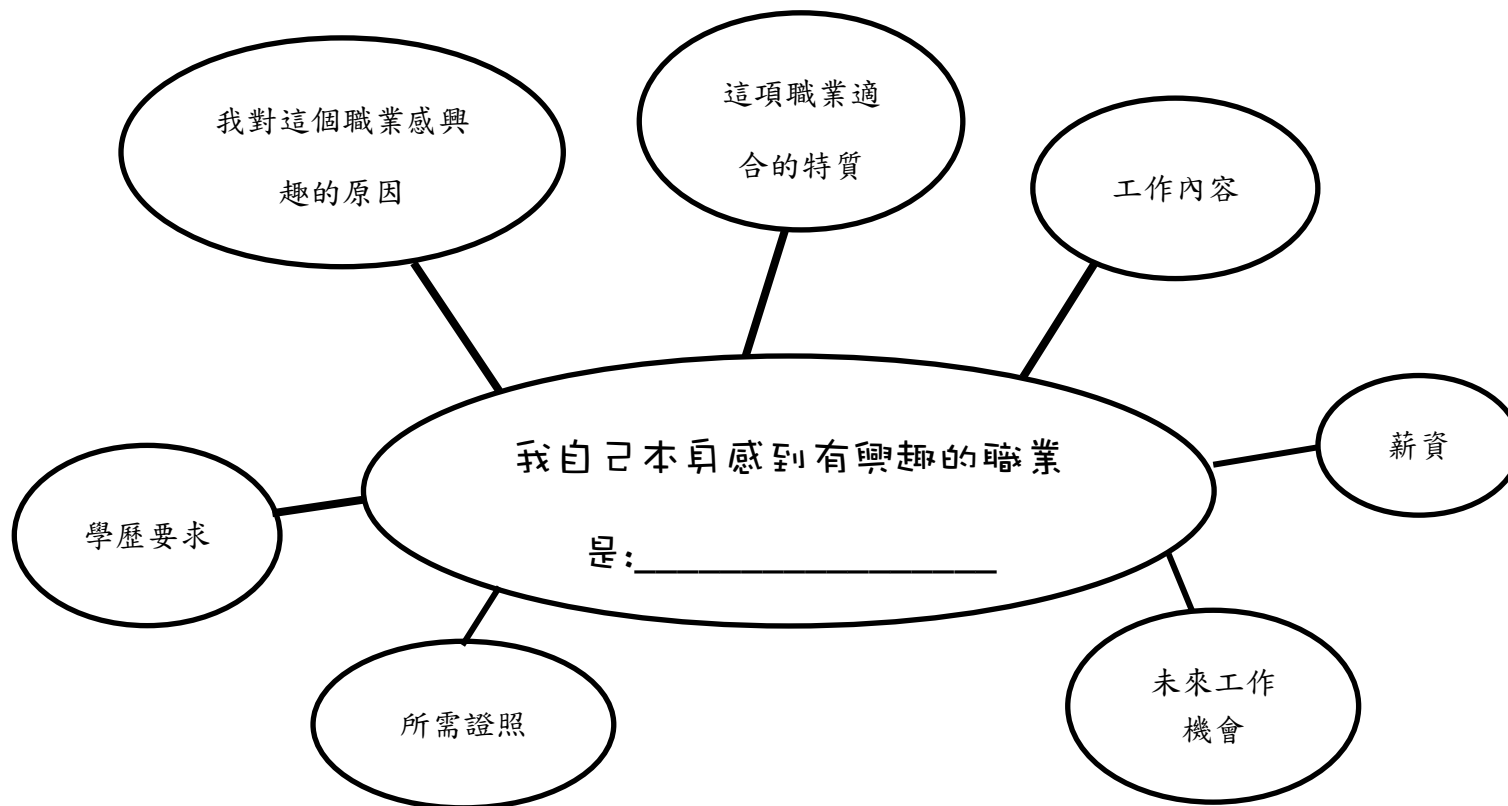 我對這個職業感興
趣的原因
這項職業適
合的特質
工作內容
我自己本身感到有興趣的職業
是:__________________
薪資
學歷要求
所需證照
未來工作
機會